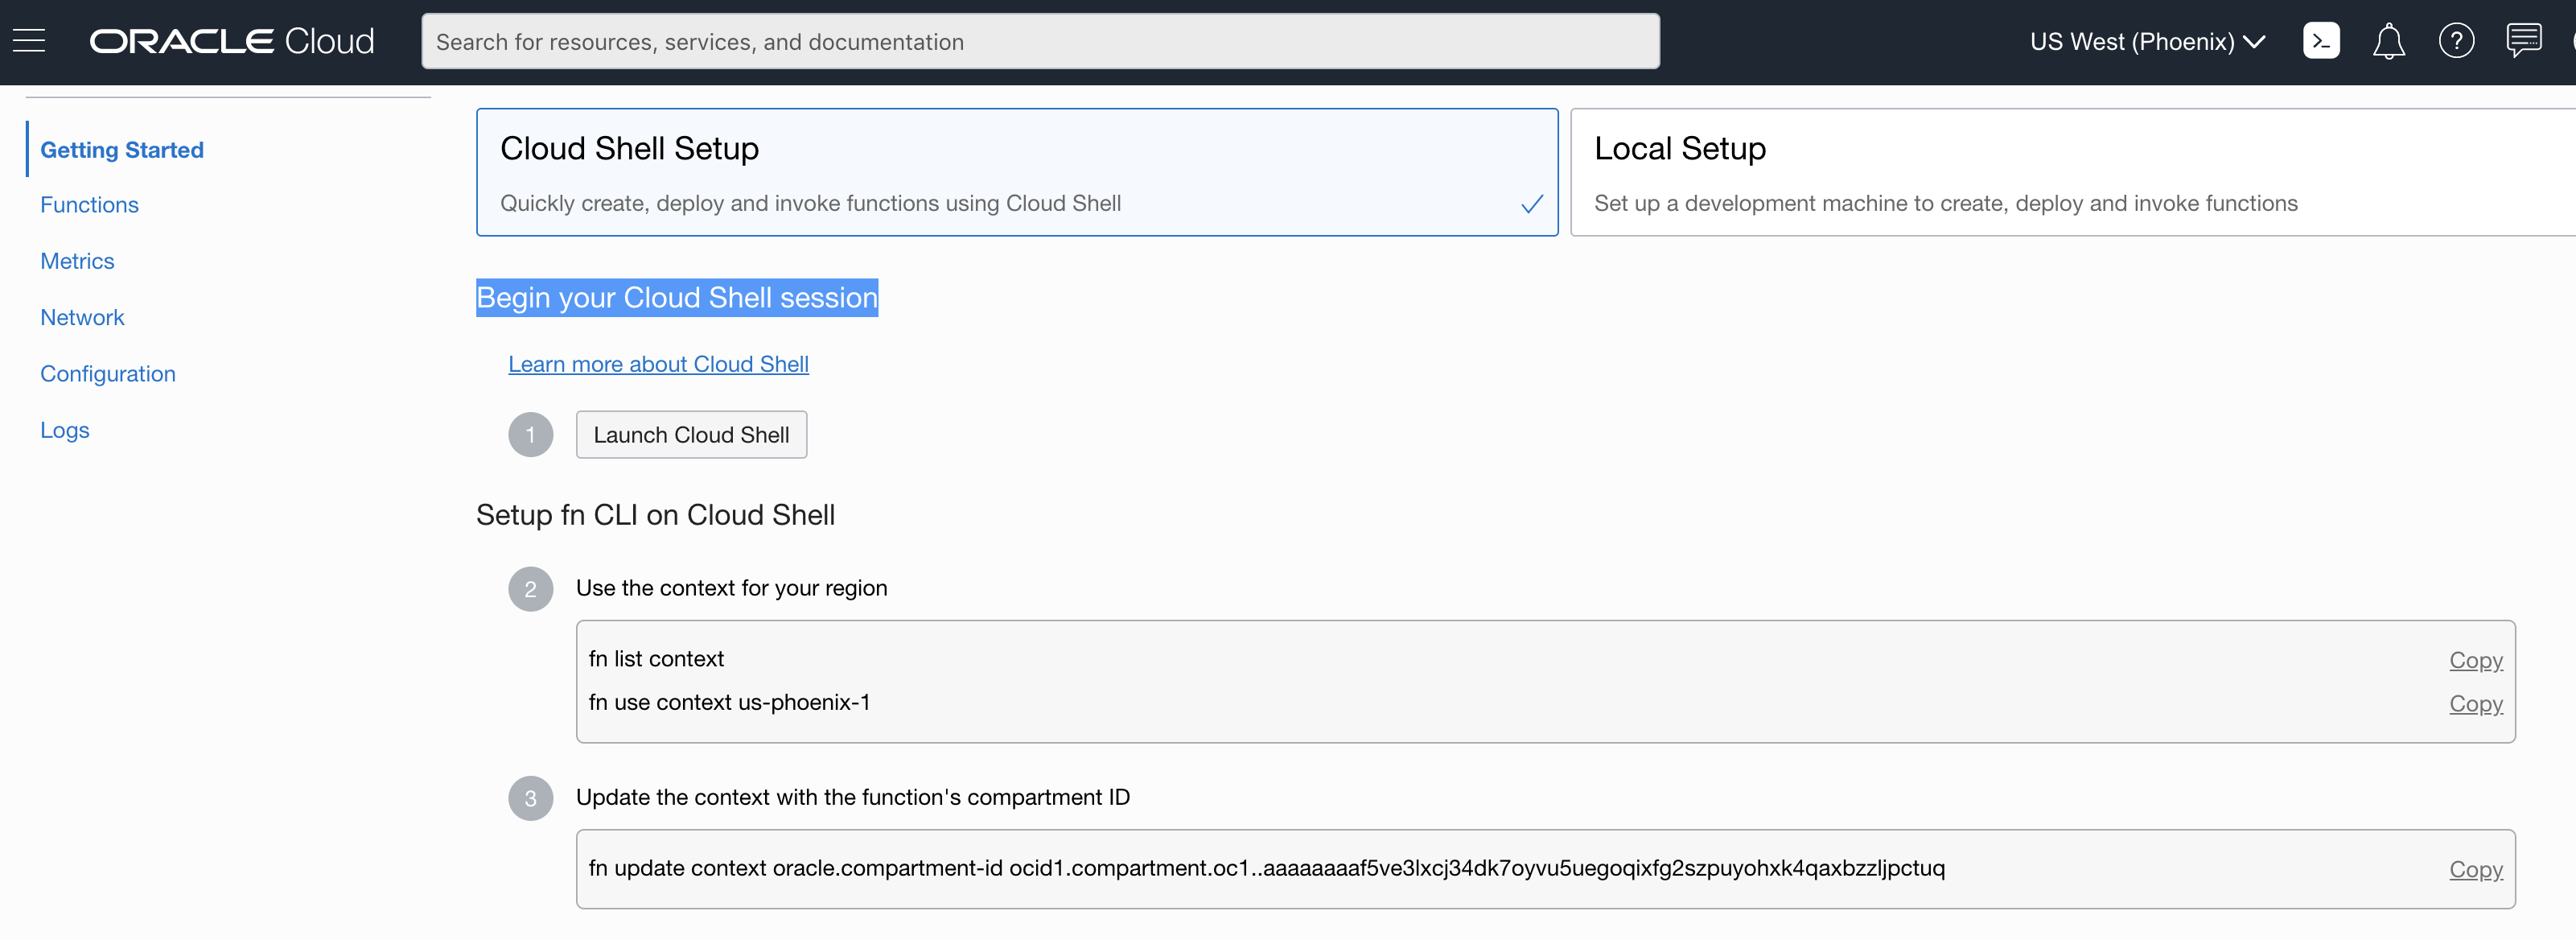 ORACLE Cloud
Search for resources, services, and documentation
US West (Phoenix)
Getting Started
Functions
Metrics
Network
Configuration
Logs
Cloud Shell Setup
Quickly create, deploy and invoke functions using Cloud Shell
Local Setup
Set up a development machine to create, deploy and invoke functions
Begin your Cloud Shell session
Learn more about Cloud Shell
1 Launch Cloud Shell
Setup fn CLI on Cloud Shell
2 Use the context for your region
fn list context Copy
fn use context us-phoenix-1 Copy
3 Update the context with the function's compartment ID
fn update context oracle.compartment-id ocid1.compartment.oc1..aaaaaaaaf5ve3lxcj34dk7oyvu5uegoqixfg2szpuyohxk4qaxbzzljpctuq Copy